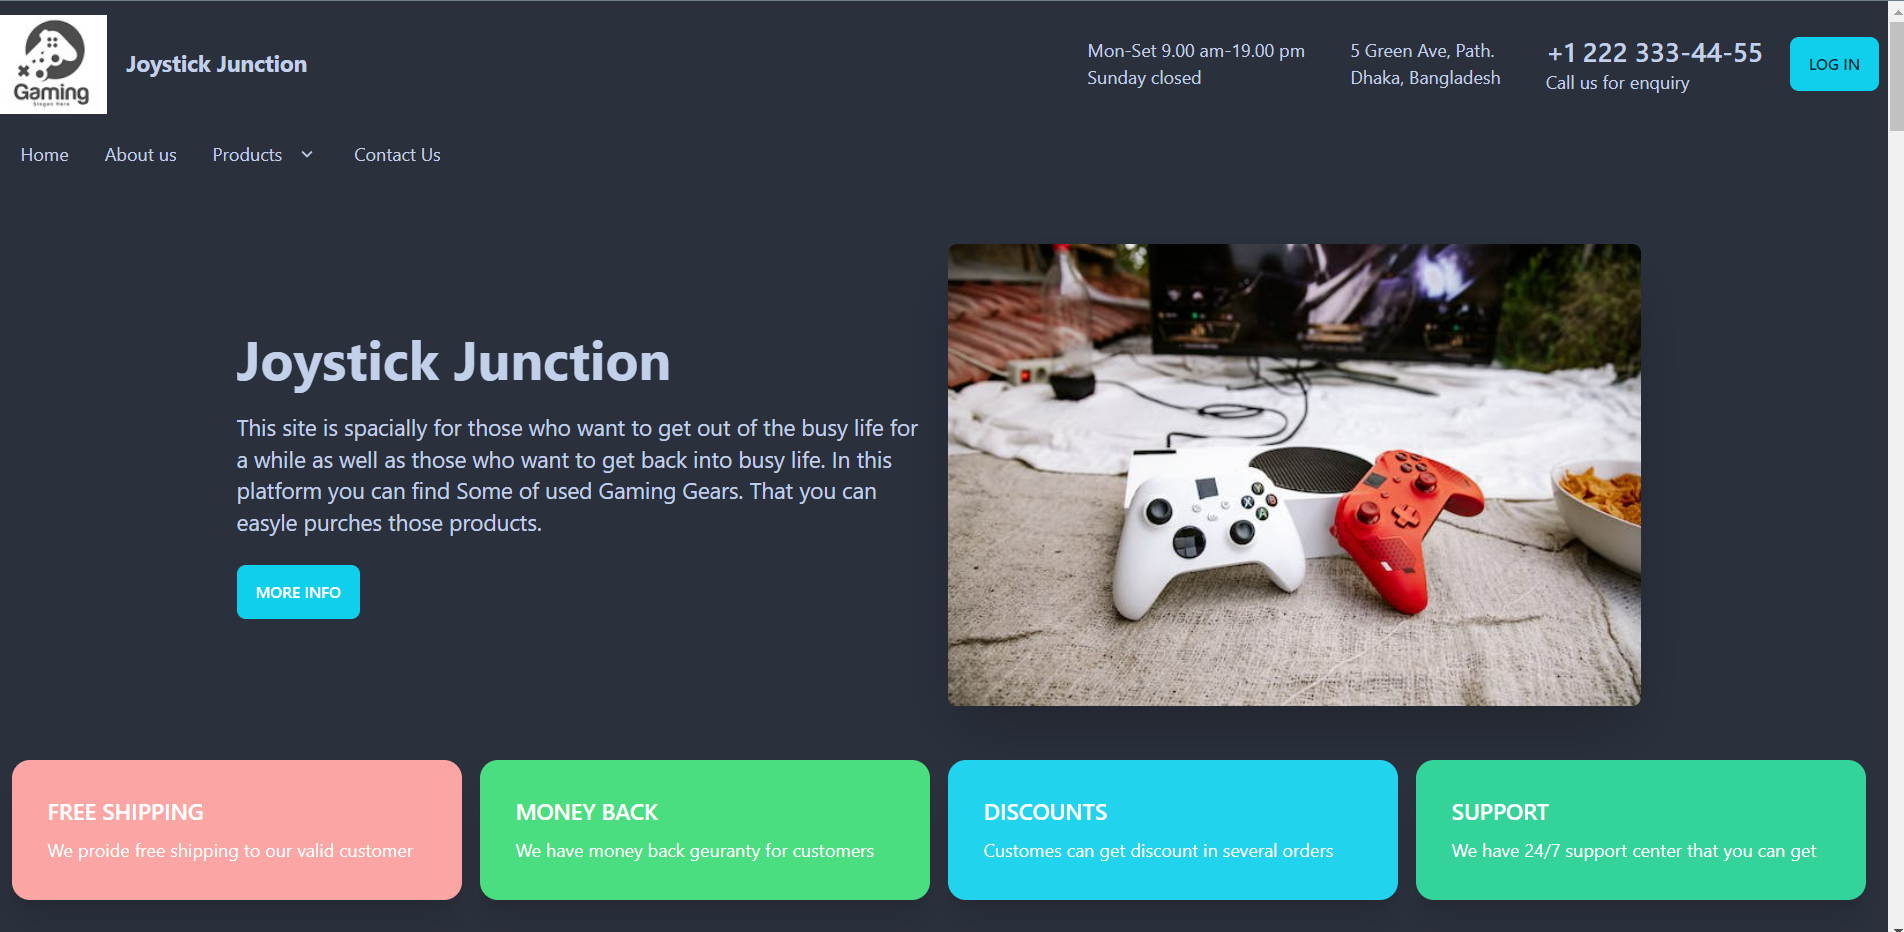 Gaming
Slogan Here
Joystick Junction
Mon-Set 9.00 am-19.00 pm
Sunday closed
5 Green Ave, Path.
Dhaka, Bangladesh
+1 222 333-44-55
Call us for enquiry
LOG IN
Home
About us
Products
Contact Us
Joystick Junction
This site is spacially for those who want to get out of the busy life for
a while as well as those who want to get back into busy life. In this
platform you can find Some of used Gaming Gears. That you can
easyle purches those products.
MORE INFO
Y
X
B
A
FREE SHIPPING
We proide free shipping to our valid customer
MONEY BACK
We have money back geuranty for customers
DISCOUNTS
Customes can get discount in several orders
SUPPORT
We have 24/7 support center that you can get